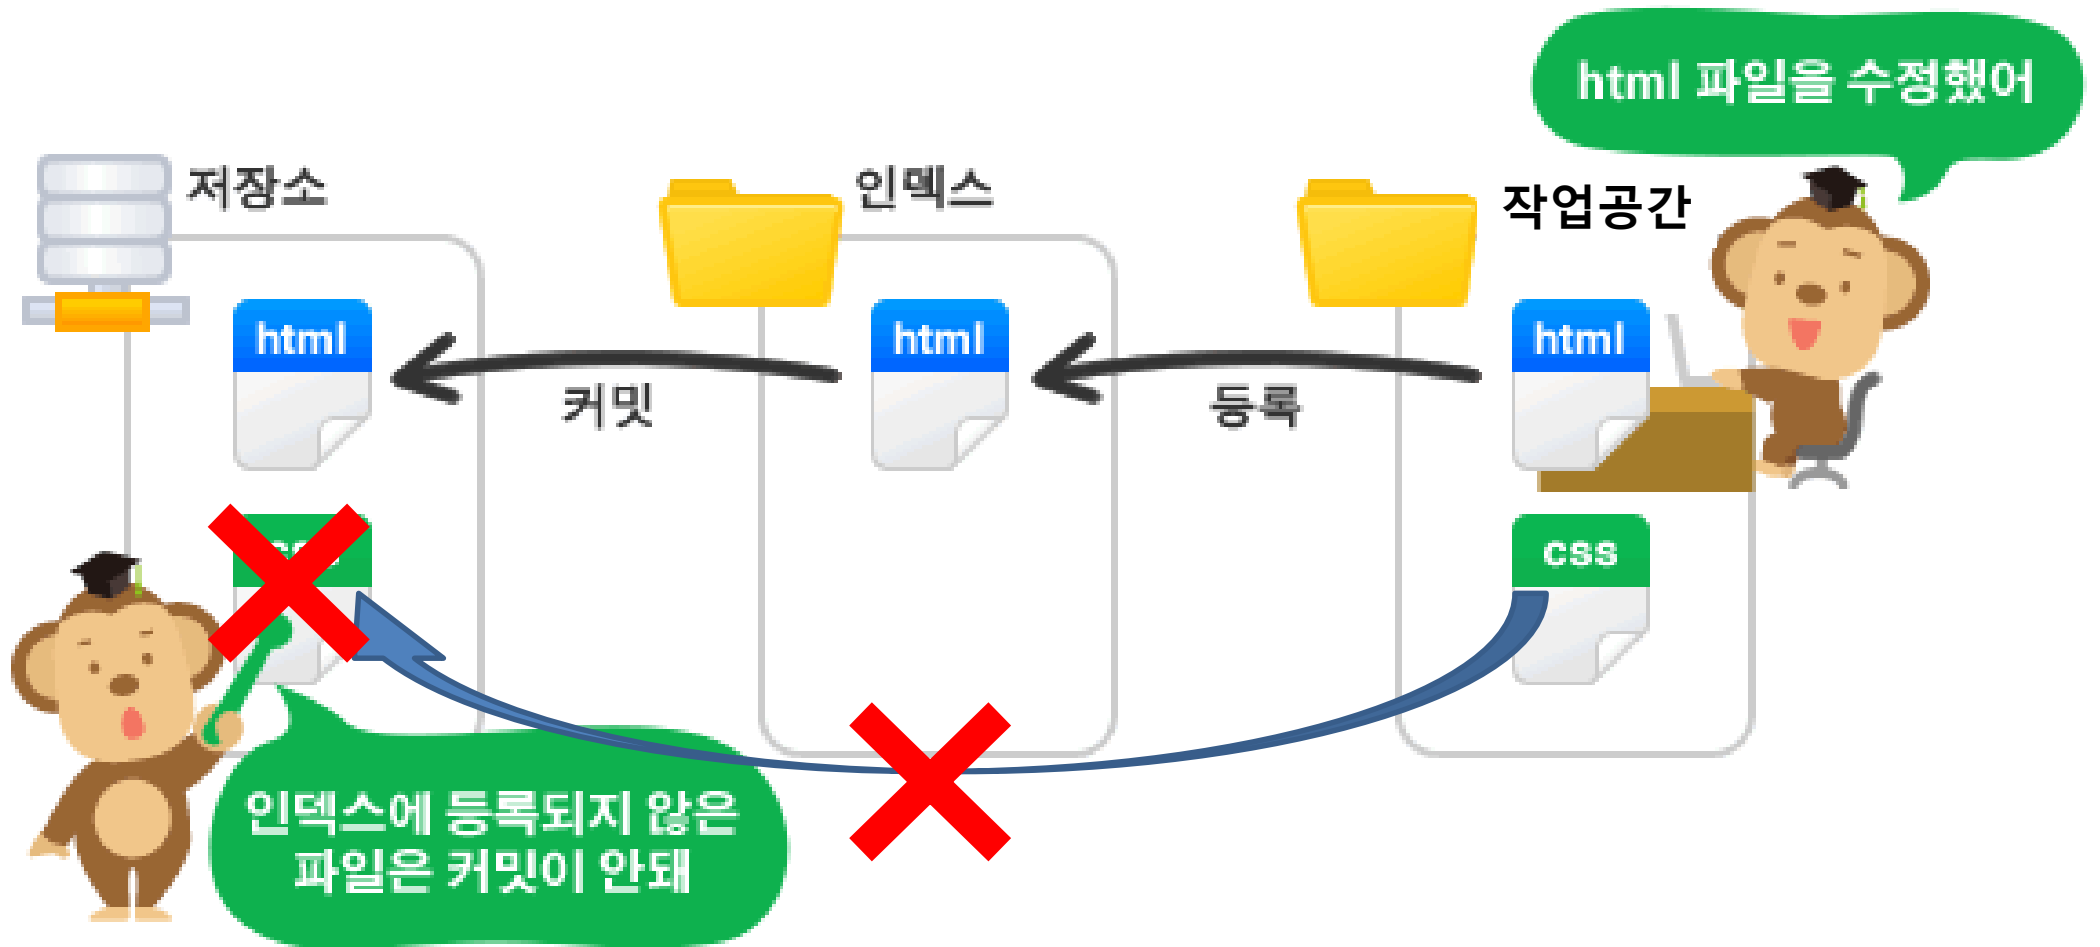 html 파일을 수정했어
저장소
인덱스
작업공간
html
html
html
커밋
등록
css
인덱스에 등록되지 않은
파일은 커밋이 안돼